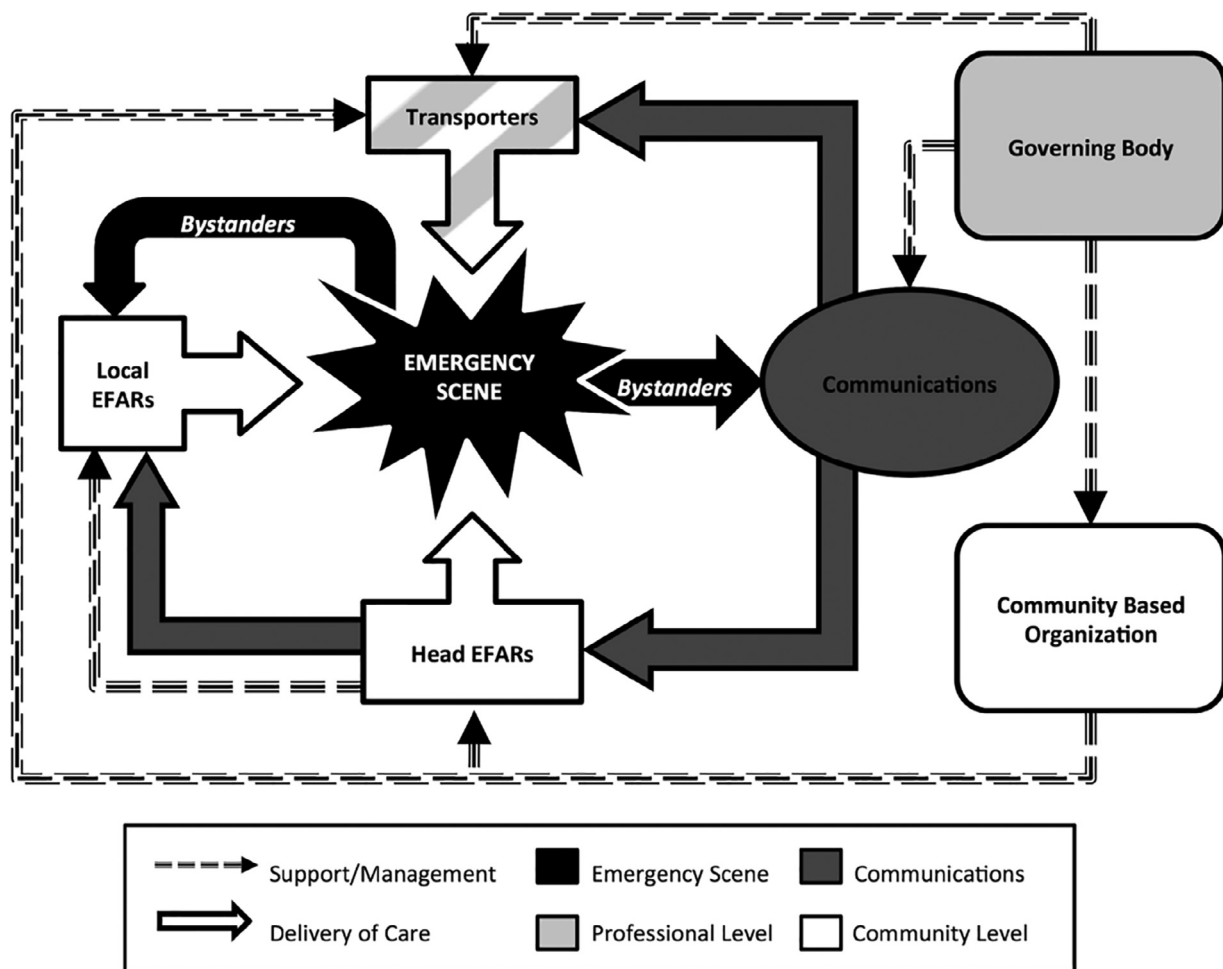 Transporters
Governing Body
Bystanders
Local
EFARs
EMERGENCY
SCENE
Bystanders
Communications
Community Based
Organization
Head EFARs
Support/Management
Emergency Scene
Communications
Delivery of Care
Professional Level
Community Level